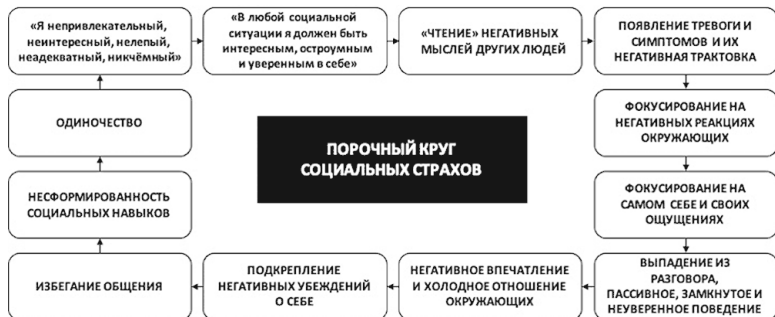 «Я непривлекательный,
неинтересный, нелепый,
неадекватный, никчёмный»
«В любой социальной
ситуации я должен быть
интересным, остроумным
и уверенным в себе»
«ЧТЕНИЕ» НЕГАТИВНЫХ
МЫСЛЕЙ ДРУГИХ ЛЮДЕЙ
ПОЯВЛЕНИЕ ТРЕВОГИ И
СИМПТОМОВ И ИХ
НЕГАТИВНАЯ ТРАКТОВКА
ФОКУСИРОВАНИЕ НА
НЕГАТИВНЫХ РЕАКЦИЯХ
ОКРУЖАЮЩИХ
ФОКУСИРОВАНИЕ НА
САМОМ СЕБЕ И СВОИХ
ОЩУЩЕНИЯХ
ВЫПАДЕНИЕ ИЗ
РАЗГОВОРА,
ПАССИВНОЕ, ЗАМКНУТОЕ И
НЕУВЕРЕННОЕ ПОВЕДЕНИЕ
НЕГАТИВНОЕ ВПЕЧАТЛЕНИЕ
И ХОЛОДНОЕ ОТНОШЕНИЕ
ОКРУЖАЮЩИХ
ПОДКРЕПЛЕНИЕ
НЕГАТИВНЫХ УБЕЖДЕНИЙ
О СЕБЕ
ИЗБЕГАНИЕ ОБЩЕНИЯ
НЕСФОРМИРОВАННОСТЬ
СОЦИАЛЬНЫХ НАВЫКОВ
ОДИНОЧЕСТВО
ПОРОЧНЫЙ КРУГ
СОЦИАЛЬНЫХ СТРАХОВ